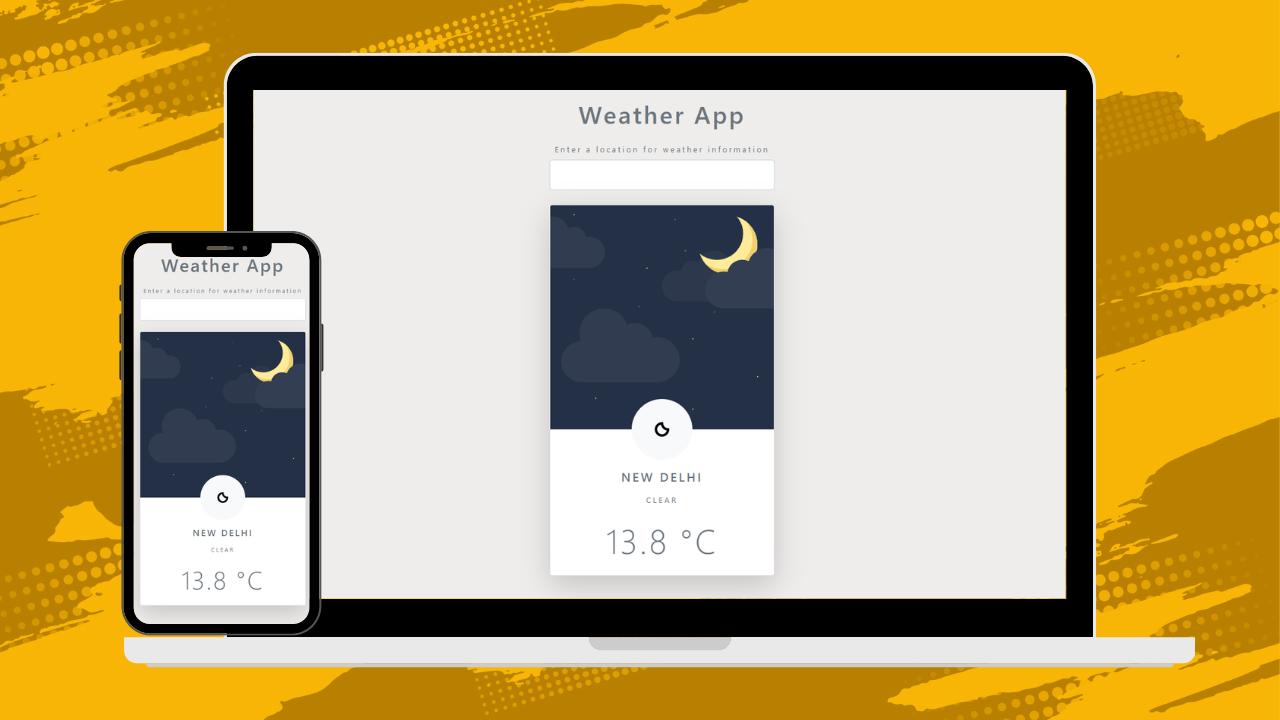 Weather App
Enter a location for weather information
NEW DELHI
CLEAR
13.8 °C
Weather App
Enter a location for weather information
NEW DELHI
CLEAR
13.8 °C